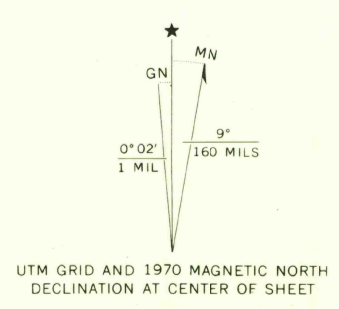 MN
GN
0° 02'
1 MIL
9°
160 MILS
UTM GRID AND 1970 MAGNETIC NORTH
DECLINATION AT CENTER OF SHEET